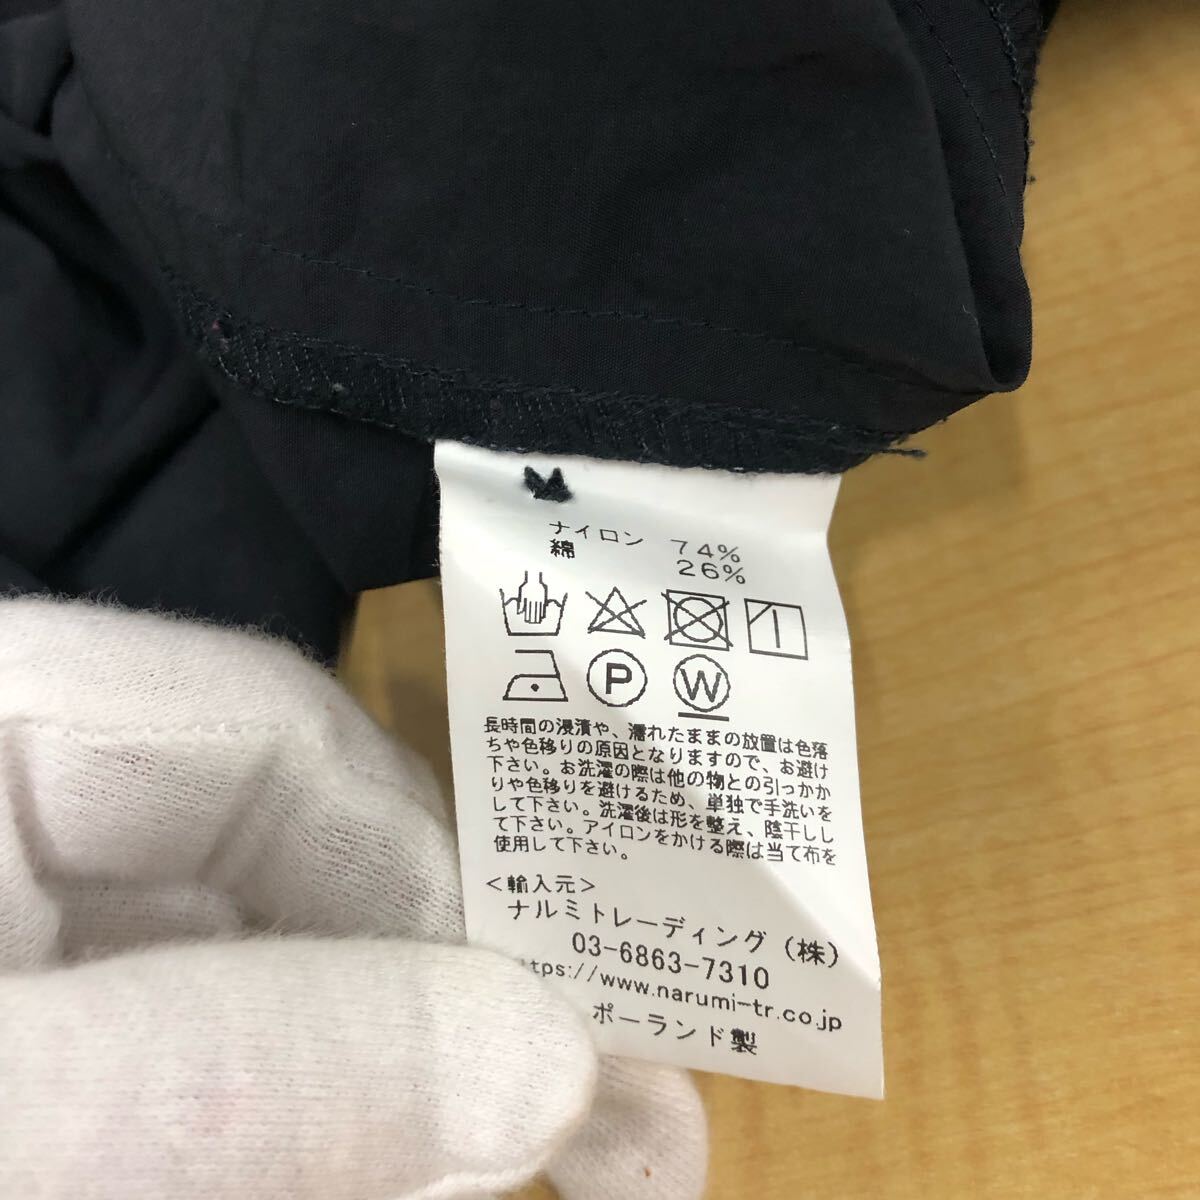 ナイロン 74%
綿 26%
P
W
長時間の浸漬や、濡れたままの放置は色落
ちや色移りの原因となりますので、お避け
下さい。お洗濯の際は他の物との引っかか
りや色移りを避けるため、単独で手洗いを
して下さい。洗濯後は形を整え、陰干しし
て下さい。アイロンをかける際は当て布を
使用して下さい。
<輸入元>
ナルミトレーディング(株)
03-6863-7310
ttps://www.narumi-tr.co.jp
ポーランド製